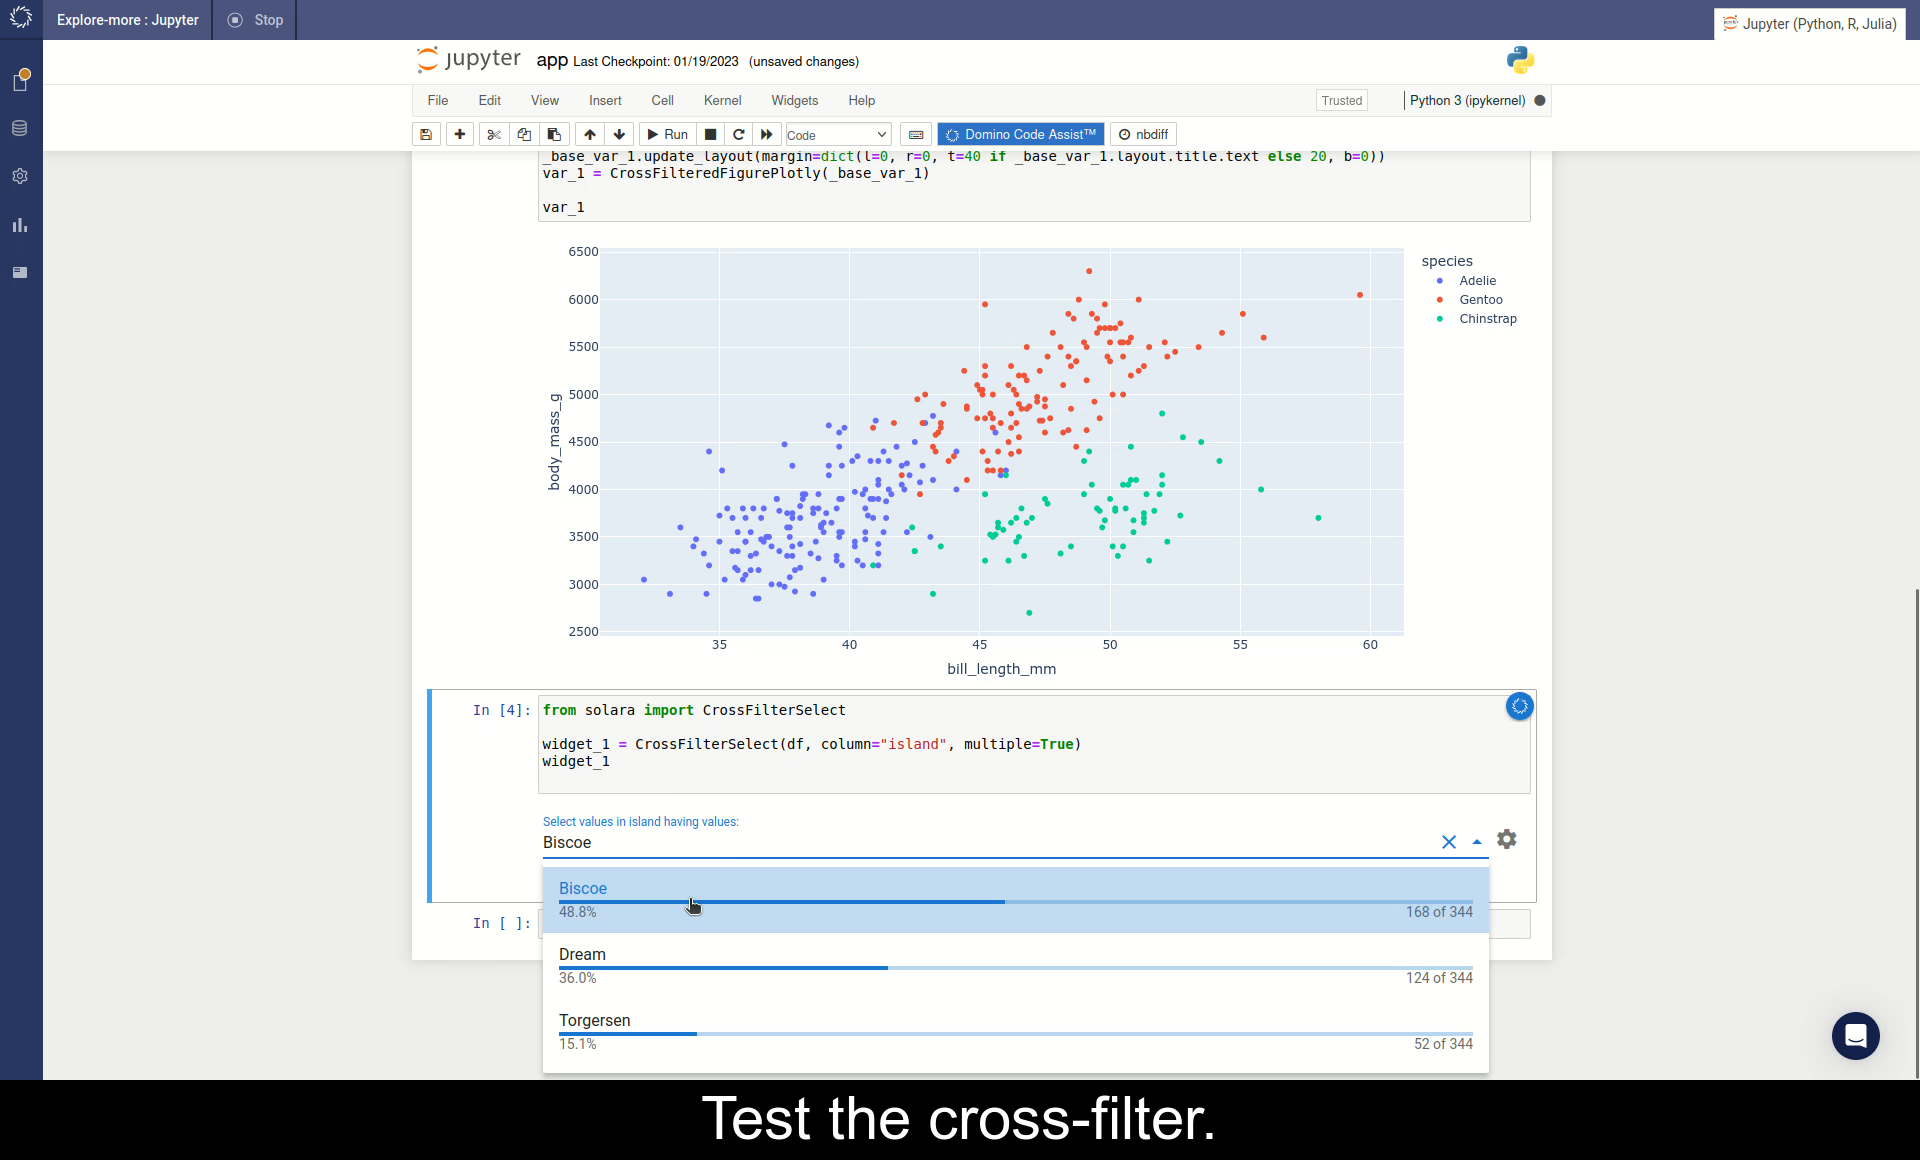 Explore-more : Jupyter
Stop
Jupyter (Python, R, Julia)
jupyter app Last Checkpoint: 01/19/2023 (unsaved changes)
File Edit View Insert Cell Kernel Widgets Help
Trusted
Python 3 (ipykernel)
Run
Code
Domino Code Assist™
nbdiff
_base_var_1.update_layout(margin=dict(l=0, r=0, t=40 if _base_var_1.layout.title.text else 20, b=0))
var_1 = CrossFilteredFigurePlotly(_base_var_1)
var_1
6500
6000
5500
5000
4500
4000
3500
3000
2500
body_mass_g
35 40 45 50 55 60
bill_length_mm
species
Adelie
Gentoo
Chinstrap
In [4]:
from solara import CrossFilterSelect
widget_1 = CrossFilterSelect(df, column="island", multiple=True)
widget_1
Select values in island having values:
Biscoe
Biscoe
48.8% 168 of 344
Dream
36.0% 124 of 344
Torgersen
15.1% 52 of 344
In [ ]:
Test the cross-filter.